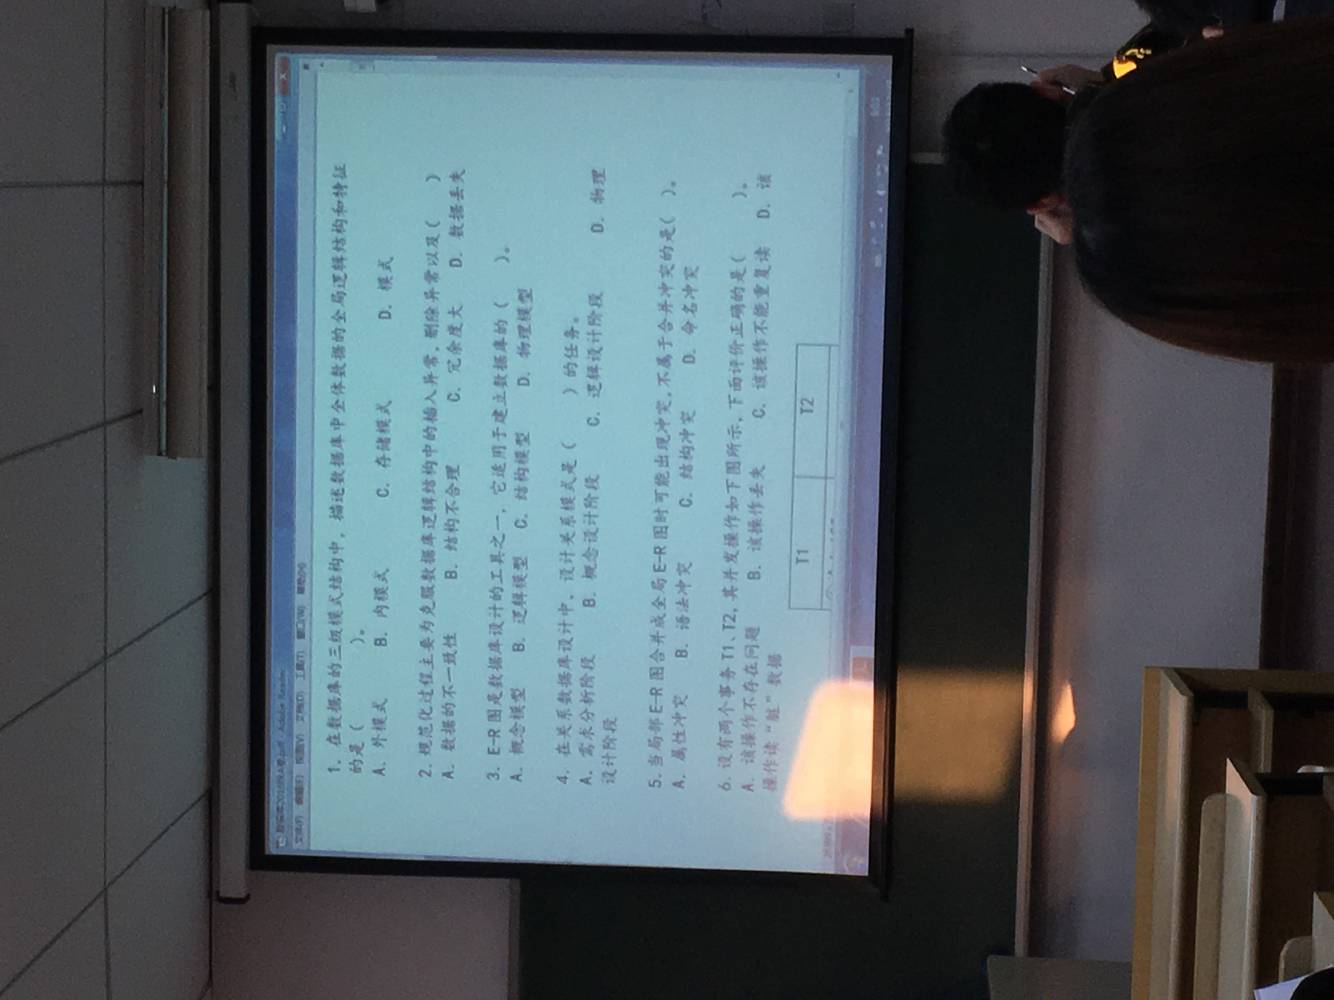 Adobe Reader
文件(F) 编辑(E) 视图(V) 文档(D) 工具(T) 窗口(W) 帮助(H)
1. 在数据库的三级模式结构中，描述数据库中全体数据的全局逻辑结构和特征
的是（ ）。
A. 外模式 B. 内模式 C. 存储模式 D. 模式
2. 规范化过程主要为克服数据库逻辑结构中的插入异常，删除异常以及（ ）
A. 数据的不一致性 B. 结构不合理 C. 冗余度大 D. 数据丢失
3. E-R 图是数据库设计的工具之一，它适用于建立数据库的（ ）。
A. 概念模型 B. 逻辑模型 C. 结构模型 D. 物理模型
4. 在关系数据库设计中，设计关系模式是（ ）的任务。
A. 需求分析阶段 B. 概念设计阶段 C. 逻辑设计阶段 D. 物理
设计阶段
5. 当局部 E-R 图合并成全局 E-R 图时可能出现冲突，不属于合并冲突的是（ ）。
A. 属性冲突 B. 语法冲突 C. 结构冲突 D. 命名冲突
6. 设有两个事务 T1、T2，其并发操作如下图所示，下面评价正确的是（ ）。
A. 该操作不存在问题 B. 该操作丢失 C. 该操作不能重复读 D. 该
操作读“脏”数据
T1 T2